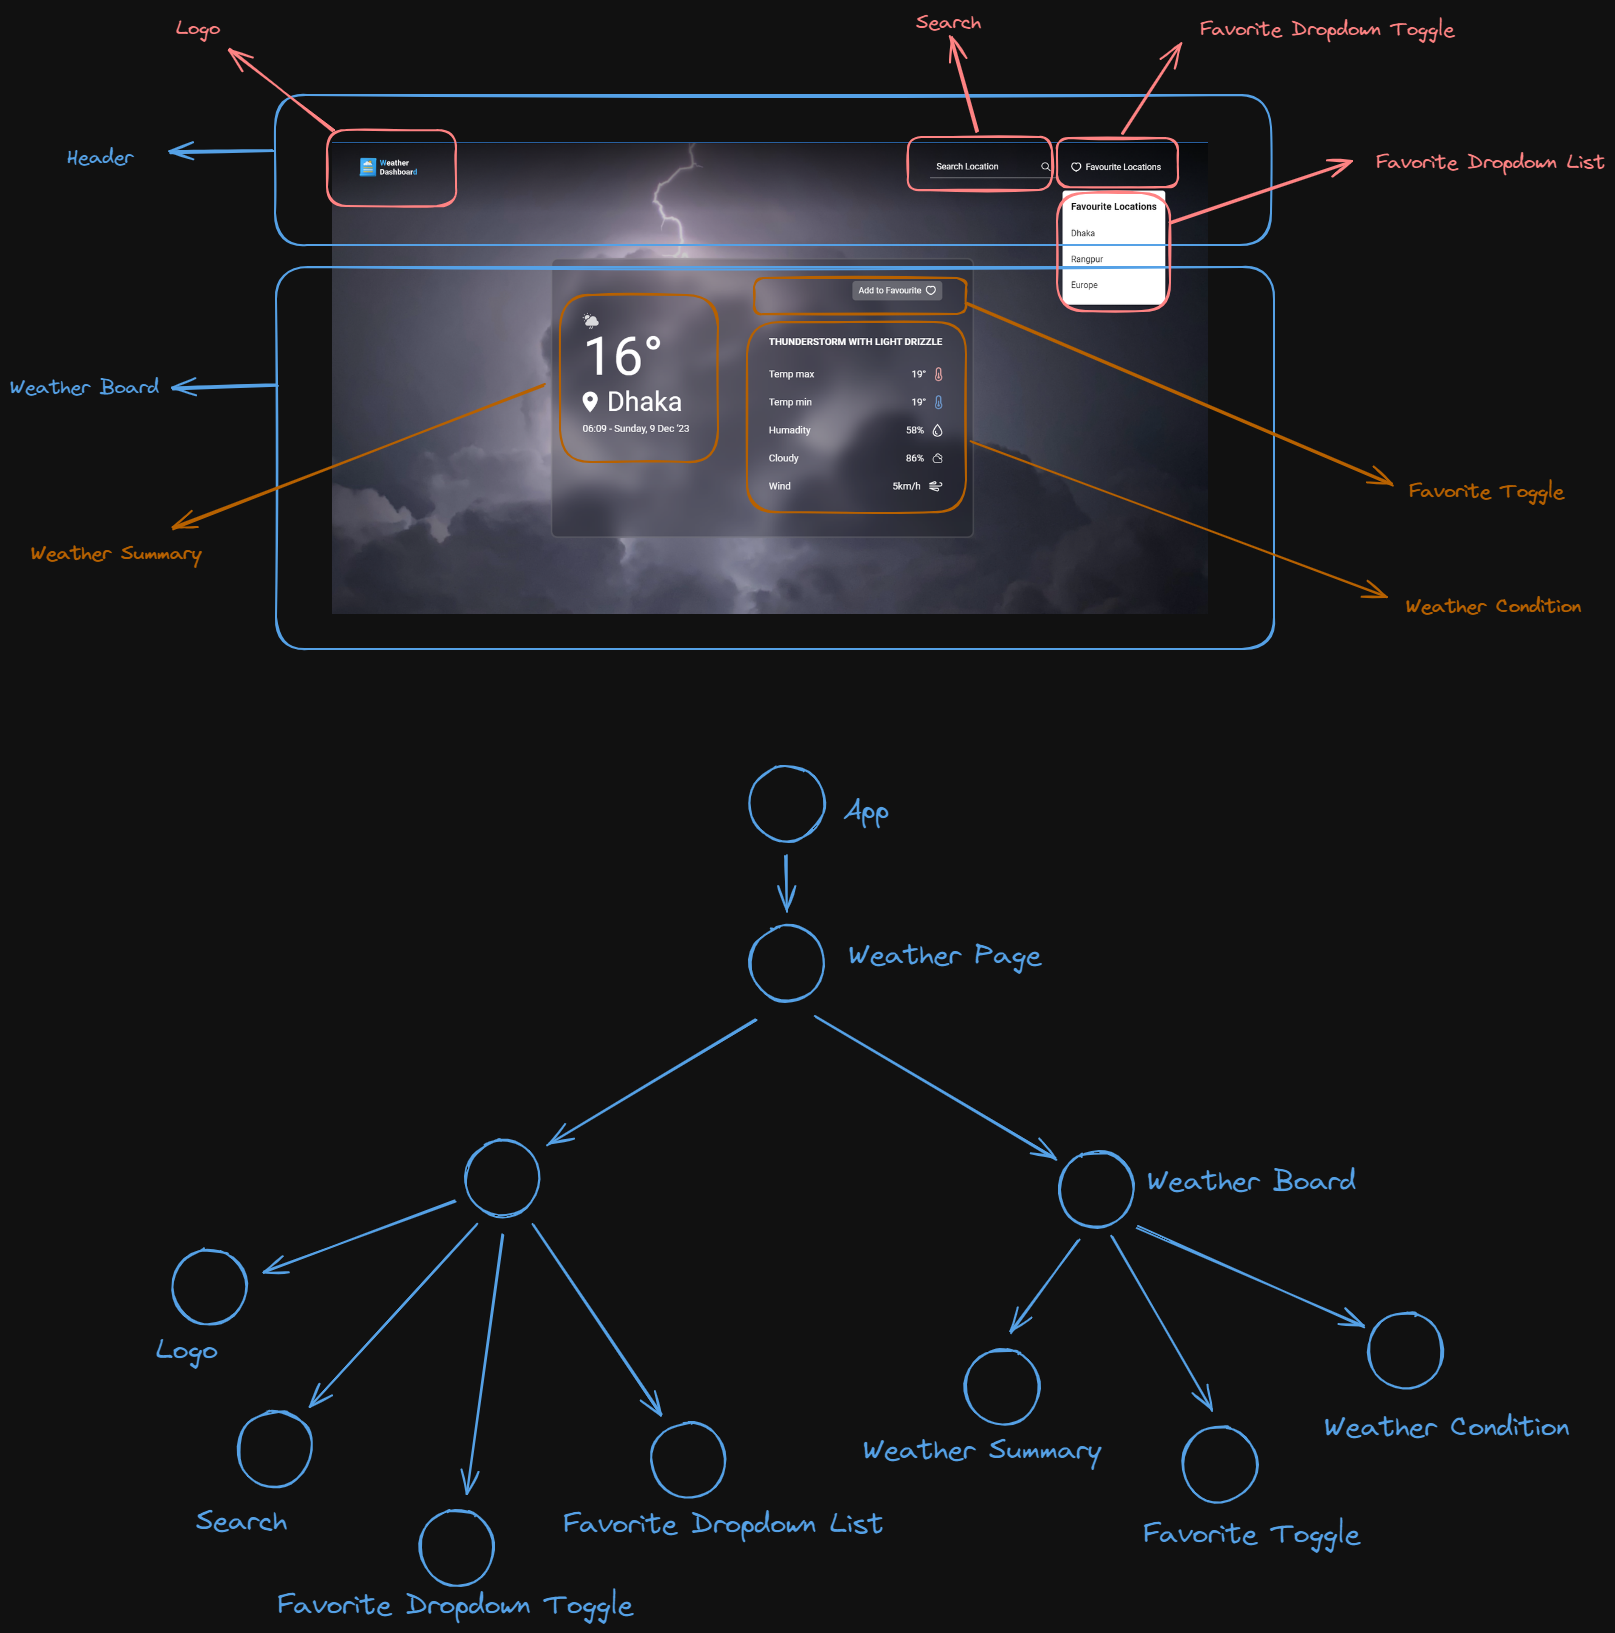 Logo
Search
Favorite Dropdown Toggle
Header
Weather
Dashboard
Search Location
Favourite Locations
Favorite Dropdown List
Favourite Locations
Dhaka
Rangpur
Europe
Add to Favourite
16°
Dhaka
06:09 - Sunday, 9 Dec '23
THUNDERSTORM WITH LIGHT DRIZZLE
Temp max 19°
Temp min 19°
Humadity 58%
Cloudy 86%
Wind 5km/h
Weather Board
Weather Summary
Favorite Toggle
Weather Condition
App
Weather Page
Weather Board
Logo
Search
Favorite Dropdown Toggle
Favorite Dropdown List
Weather Summary
Favorite Toggle
Weather Condition